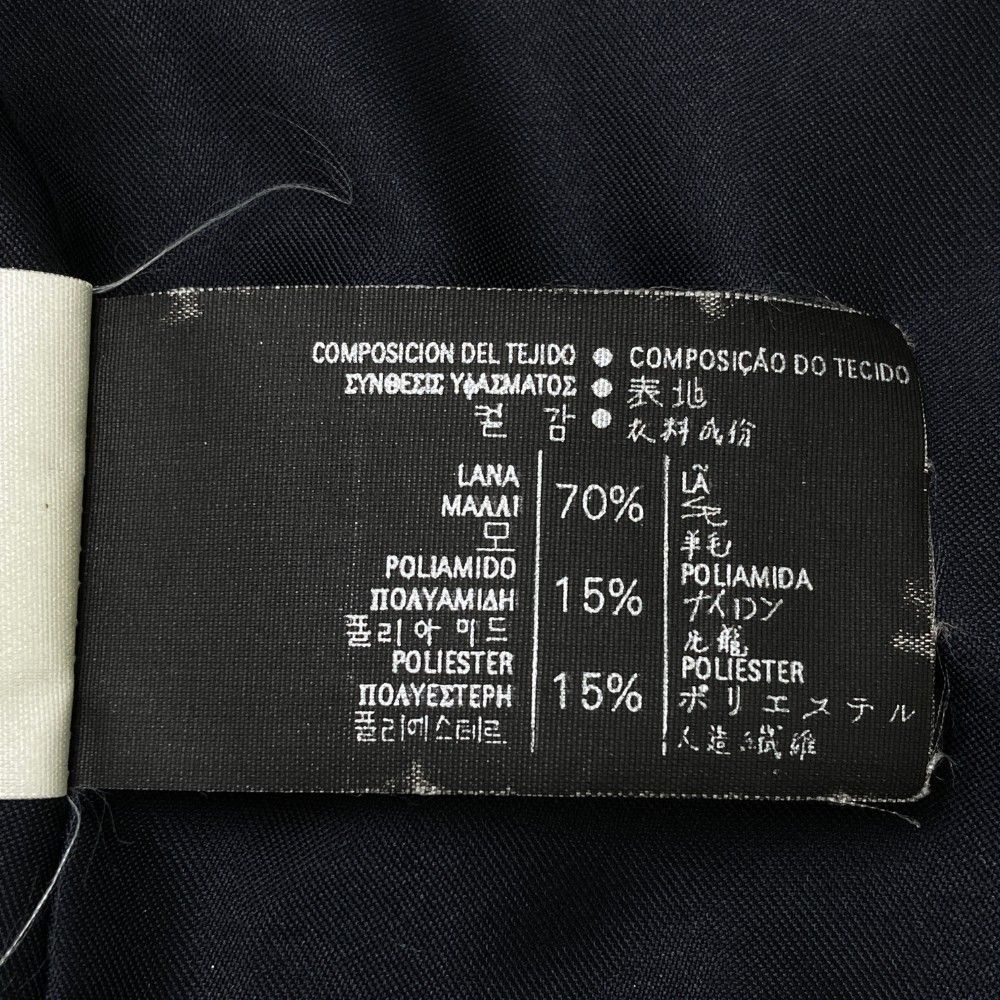 COMPOSICION DEL TEJIDO ● COMPOSIÇÃO DO TECIDO
ΣΥΝΘΕΣΙΣ ΥΦΑΣΜΑΤΟΣ ● 表地
컬 감 ● 衣料成份
LANA 70% LÃ
ΜΑΛΛΙ
모 羊毛
POLIAMIDO 15% POLIAMIDA
ΠΟΛΥΑΜΙΔΗ ナイロン
폴리아미드 尼龍
POLIESTER 15% POLIESTER
ΠΟΛΥΕΣΤΕΡΗ ポリエステル
폴리에스테르 人造纖維